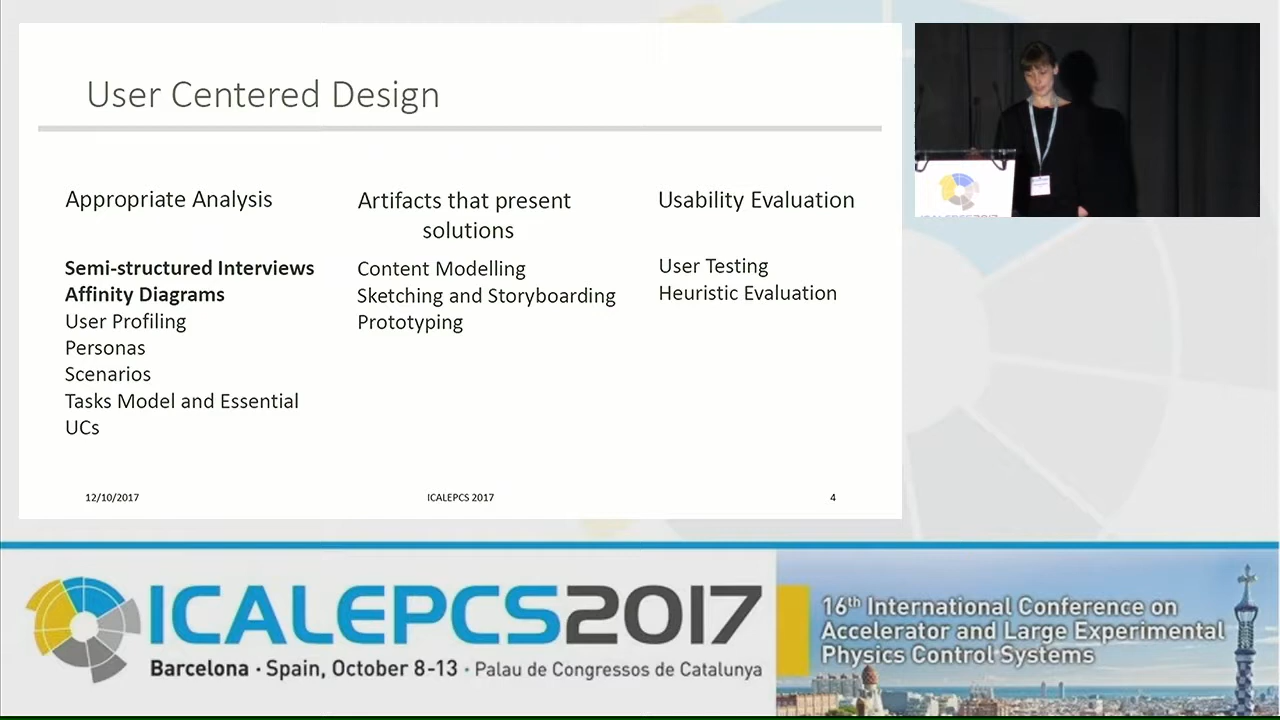 User Centered Design
Appropriate Analysis
Semi-structured Interviews
Affinity Diagrams
User Profiling
Personas
Scenarios
Tasks Model and Essential
UCs
Artifacts that present
solutions
Content Modelling
Sketching and Storyboarding
Prototyping
Usability Evaluation
User Testing
Heuristic Evaluation
12/10/2017
ICALEPCS 2017
4
ICALEPCS2017
Barcelona · Spain, October 8-13 · Palau de Congressos de Catalunya
16th International Conference on
Accelerator and Large Experimental
Physics Control Systems